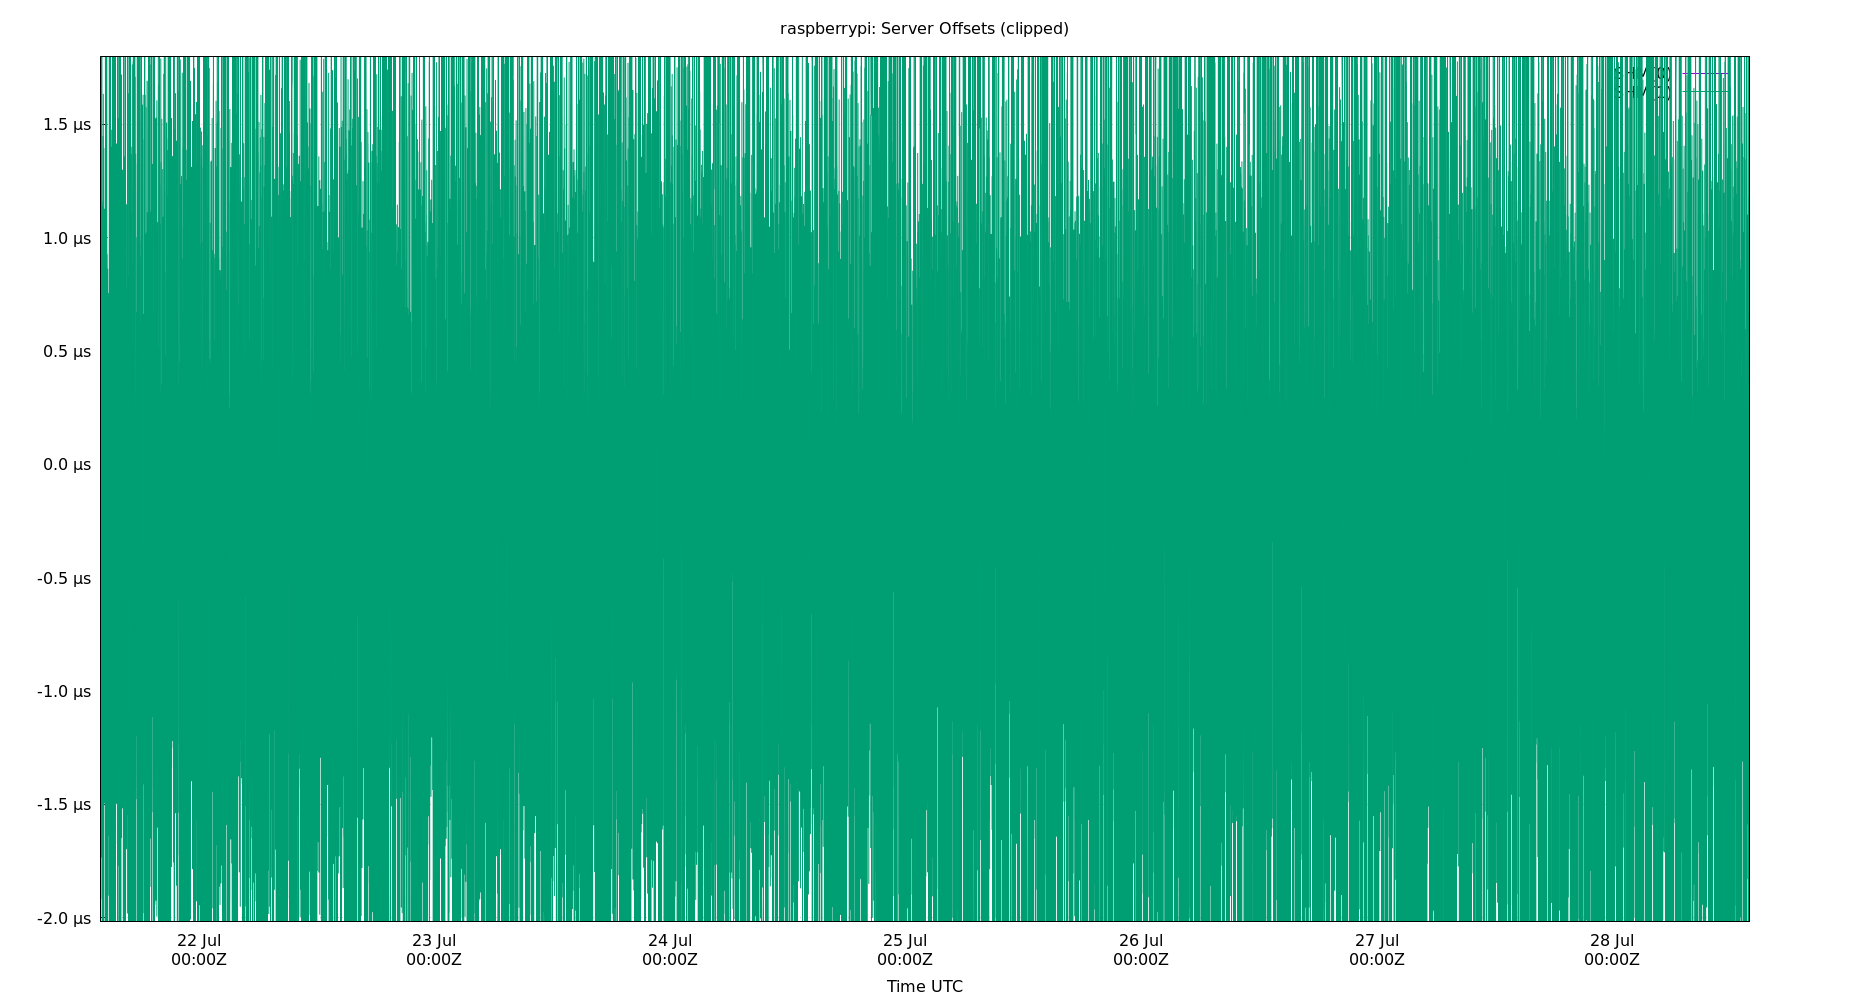 raspberrypi: Server Offsets (clipped)
1.5 µs
1.0 µs
0.5 µs
0.0 µs
-0.5 µs
-1.0 µs
-1.5 µs
-2.0 µs
22 Jul 23 Jul 24 Jul 25 Jul 26 Jul 27 Jul 28 Jul
00:00Z 00:00Z 00:00Z 00:00Z 00:00Z 00:00Z 00:00Z
Time UTC